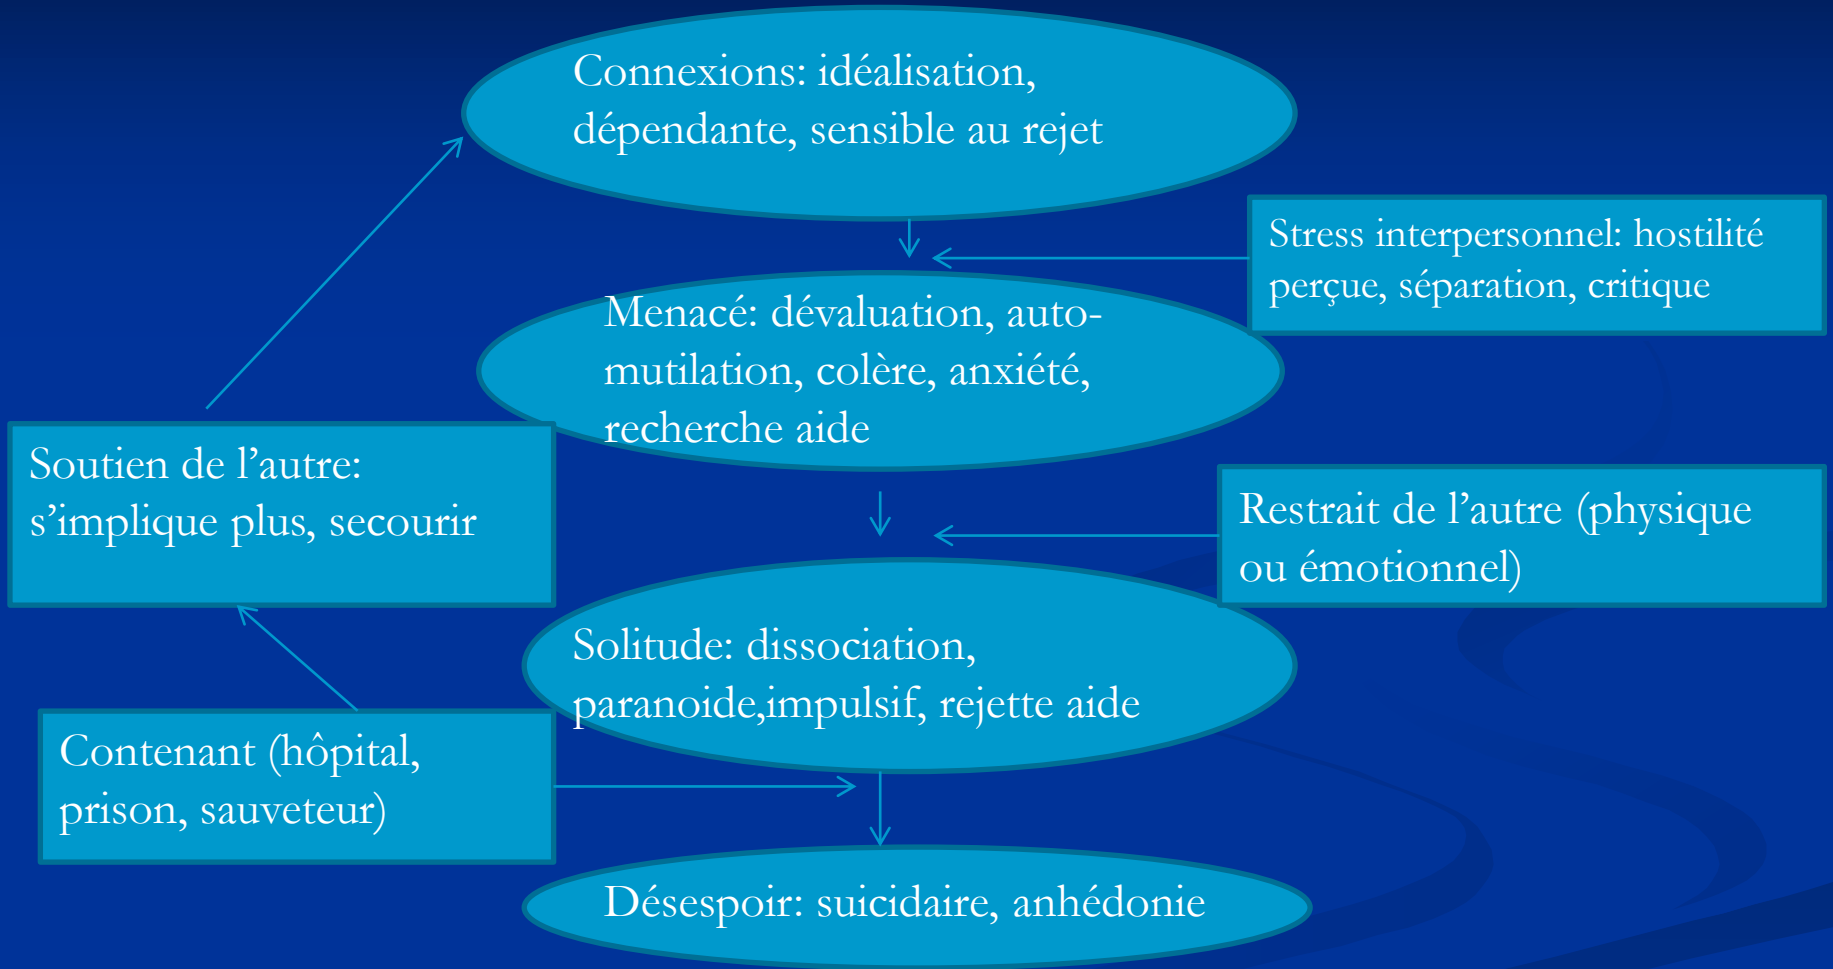 Connexions: idéalisation,
dépendante, sensible au rejet
Stress interpersonnel: hostilité
perçue, séparation, critique
Menacé: dévaluation, auto-
mutilation, colère, anxiété,
recherche aide
Soutien de l’autre:
s’implique plus, secourir
Restrait de l’autre (physique
ou émotionnel)
Solitude: dissociation,
paranoide,impulsif, rejette aide
Contenant (hôpital,
prison, sauveteur)
Désespoir: suicidaire, anhédonie